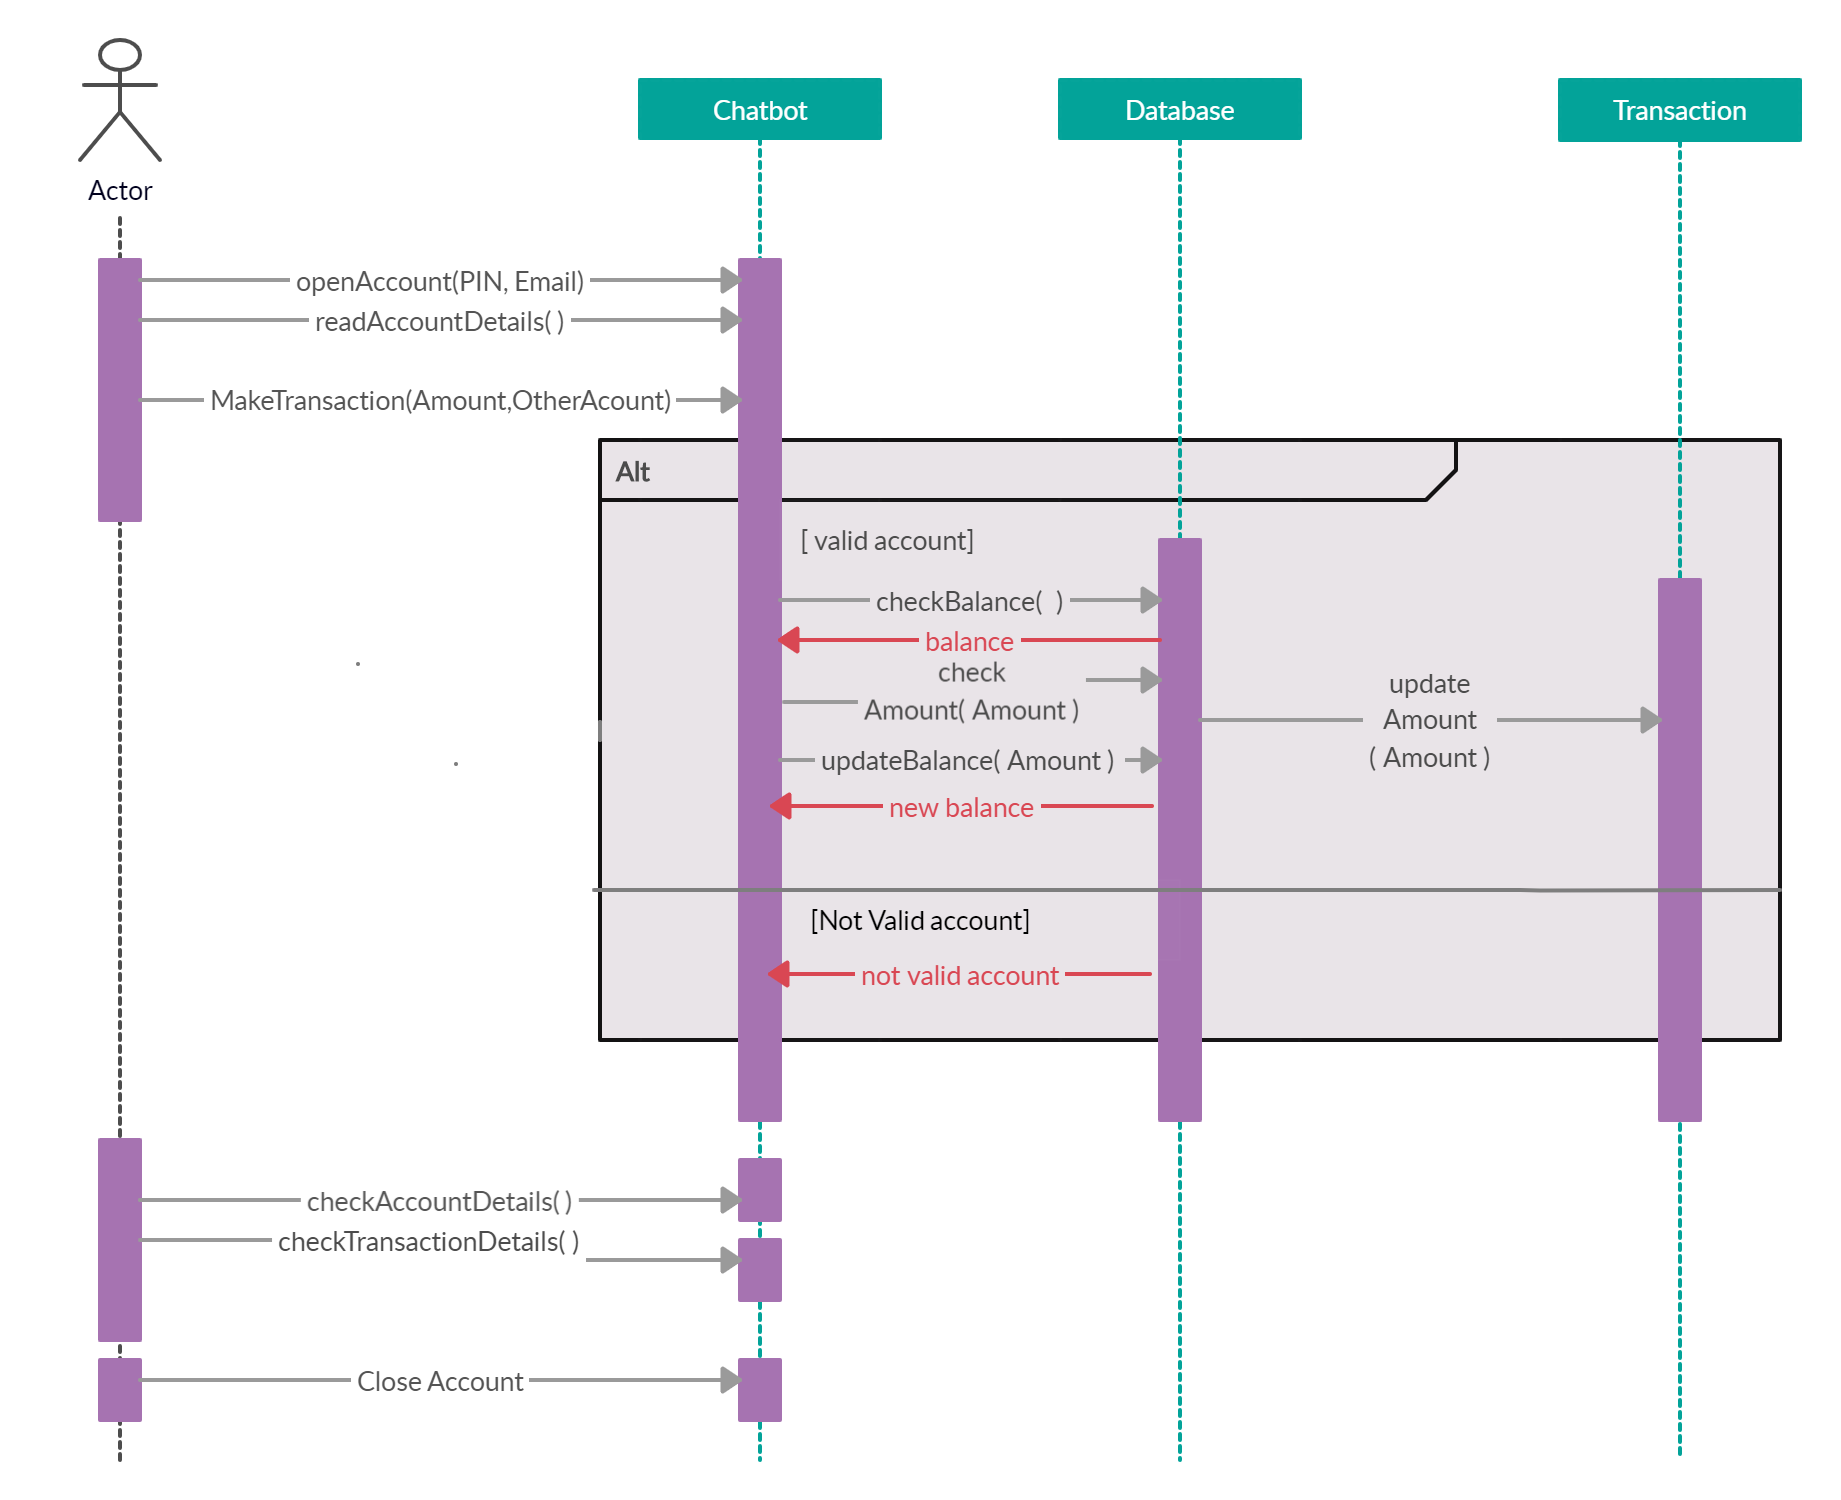 Chatbot
Database
Transaction
Actor
openAccount(PIN, Email)
readAccountDetails( )
MakeTransaction(Amount,OtherAcount)
Alt
[ valid account]
checkBalance(  )
balance
check
Amount( Amount )
update
Amount
( Amount )
updateBalance( Amount )
new balance
[Not Valid account]
not valid account
checkAccountDetails( )
checkTransactionDetails( )
Close Account